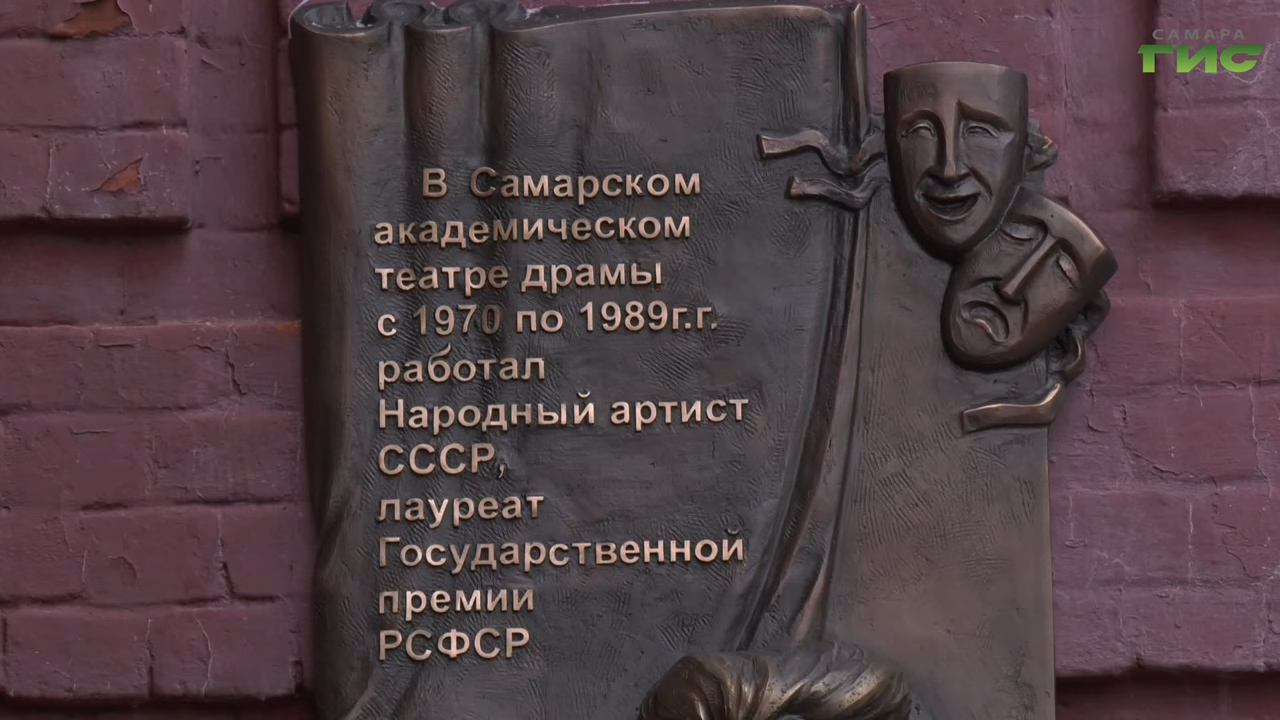 САМАРА
ГИС
В Самарском
академическом
театре драмы
с 1970 по 1989г.г.
работал
Народный артист
СССР,
лауреат
Государственной
премии
РСФСР